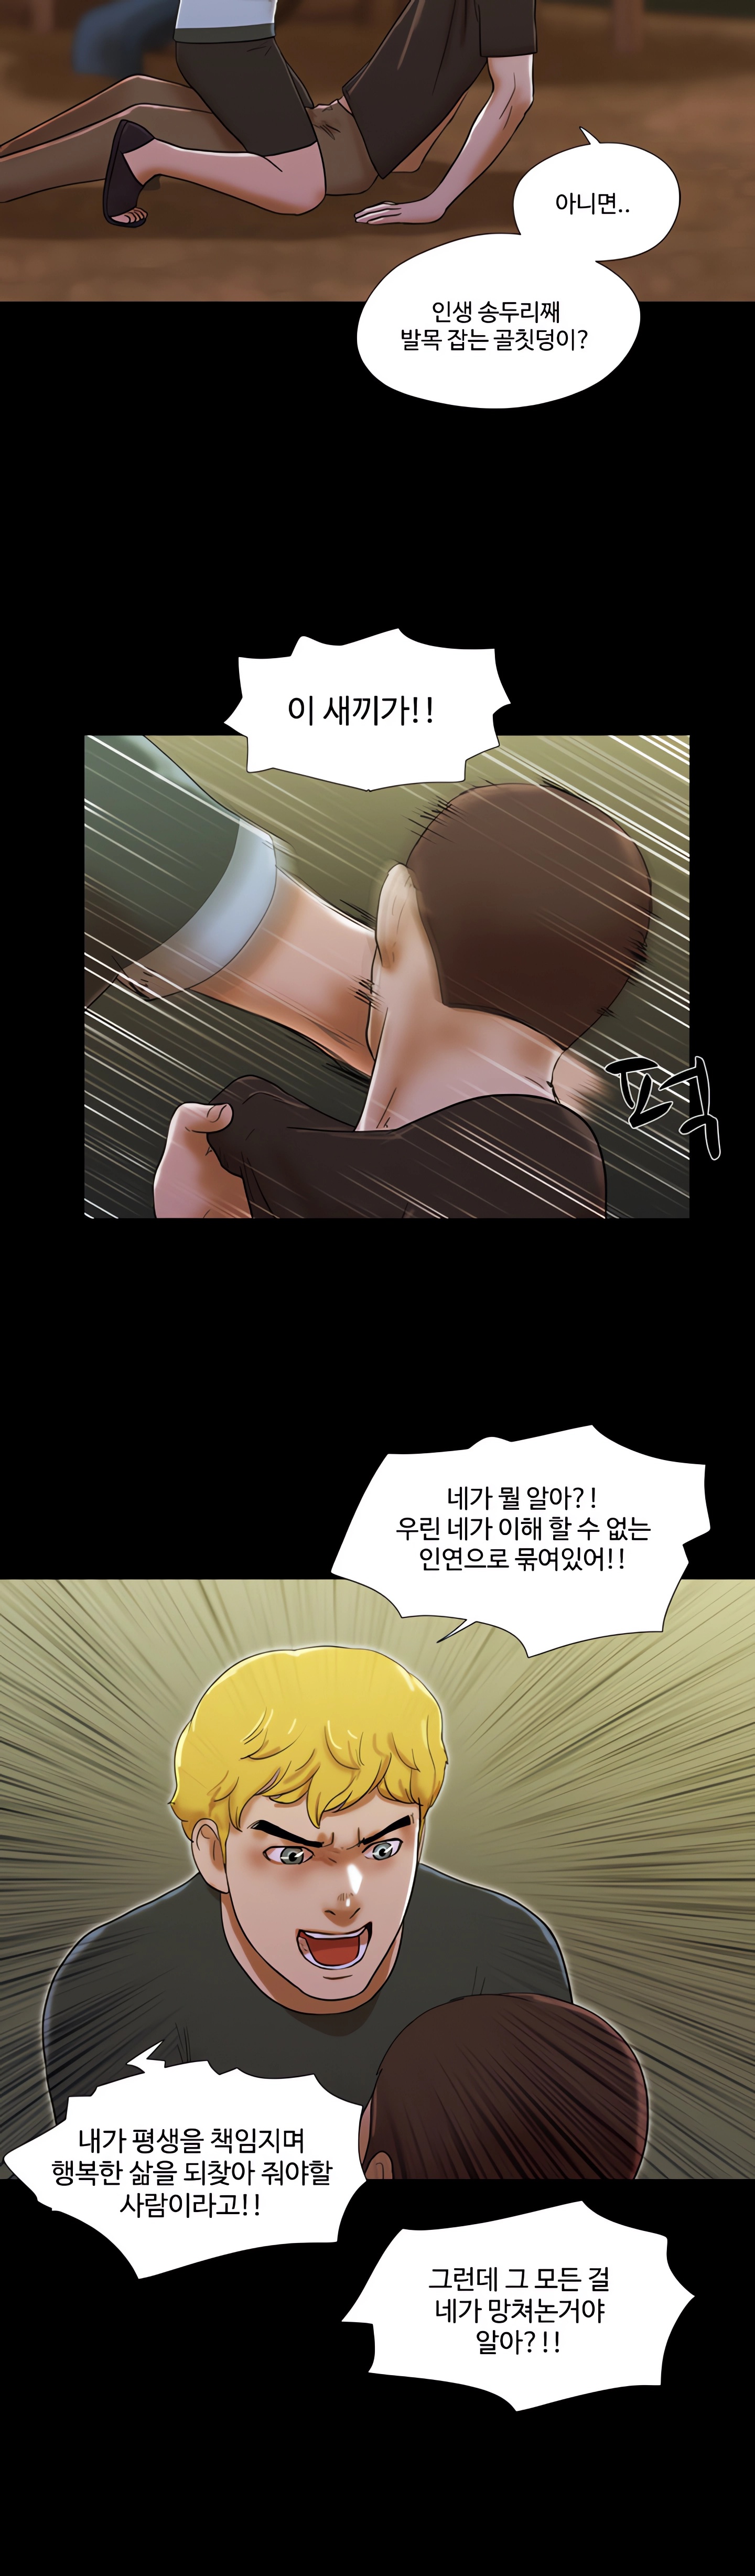 아니면..
인생 송두리째
발목 잡는 골칫덩이?
이 새끼가!!
퍽
네가 뭘 알아?!
우린 네가 이해 할 수 없는
인연으로 묶여있어!!
내가 평생을 책임지며
행복한 삶을 되찾아 줘야할
사람이라고!!
그런데 그 모든 걸
네가 망쳐논거야
알아?!!